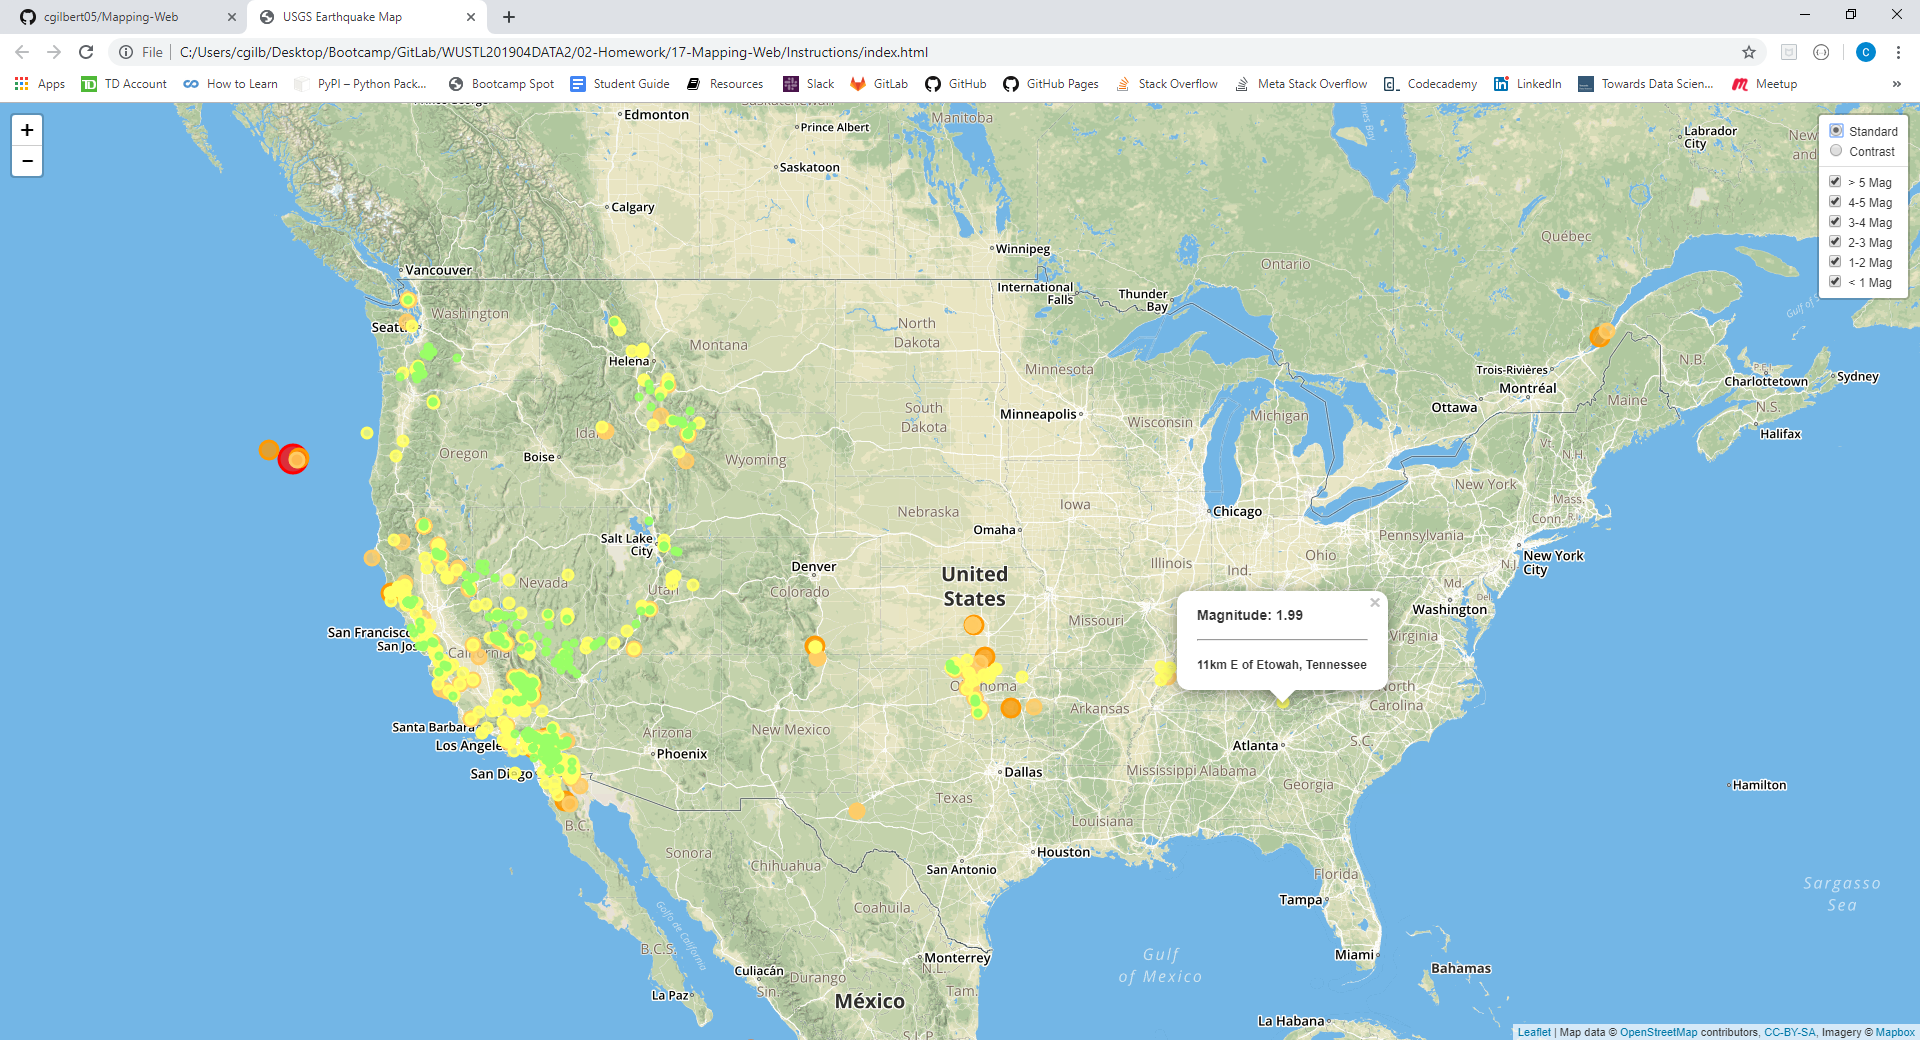 cgilbert05/Mapping-Web
USGS Earthquake Map
File
C:/Users/cgilb/Desktop/Bootcamp/GitLab/WUSTL201904DATA2/02-Homework/17-Mapping-Web/Instructions/index.html
C
Apps
TD Account
How to Learn
PyPI – Python Pack...
Bootcamp Spot
Student Guide
Resources
Slack
GitLab
GitHub
GitHub Pages
Stack Overflow
Meta Stack Overflow
Codecademy
LinkedIn
Towards Data Scien...
Meetup
»
+
−
Standard
Contrast
> 5 Mag
4-5 Mag
3-4 Mag
2-3 Mag
1-2 Mag
< 1 Mag
Edmonton
Prince Albert
Saskatoon
Manitoba
Calgary
Winnipeg
Labrador
City
Québec
Ontario
Vancouver
International
Falls
Thunder
Bay
Washington
North
Dakota
Montana
Helena
Minnesota
Trois-Rivières
Montréal
N.B.
P.E.I.
Charlottetown
Sydney
South
Dakota
Minneapolis
Wisconsin
Michigan
Ottawa
Maine
N.S.
Halifax
Oregon
Boise
Wyoming
Vt.
N.H.
New York
Mass.
Nebraska
Iowa
Chicago
Conn.
R.I.
Omaha
Salt Lake
City
Pennsylvania
New York
City
Denver
Colorado
Nevada
United
States
Illinois
Ind.
Ohio
N.J.
Md.
Del
Washington
Magnitude: 1.99
11km E of Etowah, Tennessee
×
Missouri
Virginia
San Francisco
California
North
Carolina
Arkansas
Santa Barbara
Arizona
New Mexico
Los Angele
Phoenix
Atlanta
S.C.
San Diego
Dallas
Mississippi
Alabama
Georgia
Hamilton
Texas
Louisiana
B.C.
Sonora
Chihuahua
San Antonio
Houston
Florida
Sargasso
Sea
Coahuila
Tampa
Golfo de California
B.C.S.
Monterrey
N.L.
Gulf
of Mexico
Miami
Bahamas
Culiacán
Sin.
Durango
Tam.
La Paz
México
S.L.P.
La Habana
Leaflet | Map data © OpenStreetMap contributors, CC-BY-SA, Imagery © Mapbox